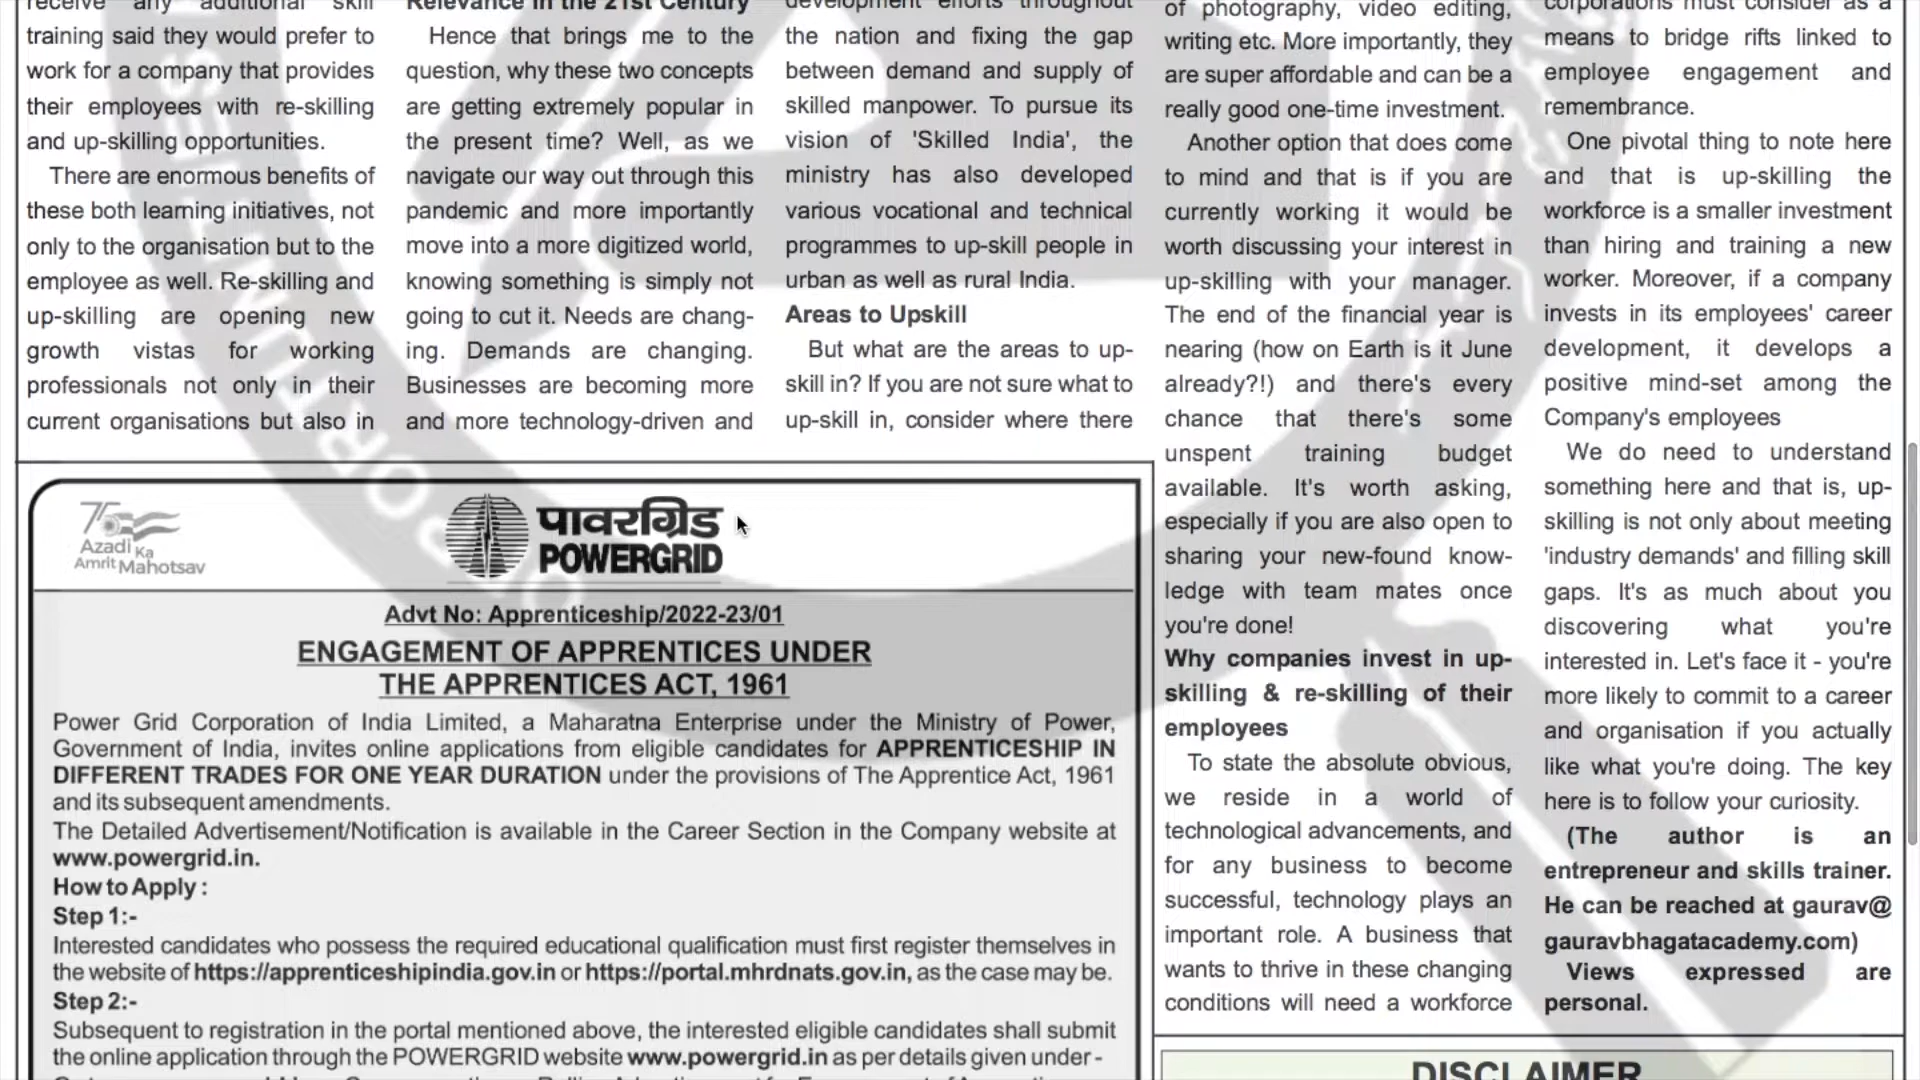 receive any additional skill
training said they would prefer to
work for a company that provides
their employees with re-skilling
and up-skilling opportunities.
There are enormous benefits of
these both learning initiatives, not
only to the organisation but to the
employee as well. Re-skilling and
up-skilling are opening new
growth vistas for working
professionals not only in their
current organisations but also in
Relevance in the 21st Century
Hence that brings me to the
question, why these two concepts
are getting extremely popular in
the present time? Well, as we
navigate our way out through this
pandemic and more importantly
move into a more digitized world,
knowing something is simply not
going to cut it. Needs are chang-
ing. Demands are changing.
Businesses are becoming more
and more technology-driven and
development efforts throughout
the nation and fixing the gap
between demand and supply of
skilled manpower. To pursue its
vision of 'Skilled India', the
ministry has also developed
various vocational and technical
programmes to up-skill people in
urban as well as rural India.
Areas to Upskill
But what are the areas to up-
skill in? If you are not sure what to
up-skill in, consider where there
of photography, video editing,
writing etc. More importantly, they
are super affordable and can be a
really good one-time investment.
Another option that does come
to mind and that is if you are
currently working it would be
worth discussing your interest in
up-skilling with your manager.
The end of the financial year is
nearing (how on Earth is it June
already?!) and there's every
chance that there's some
unspent training budget
available. It's worth asking,
especially if you are also open to
sharing your new-found know-
ledge with team mates once
you're done!
Why companies invest in up-
skilling & re-skilling of their
employees
To state the absolute obvious,
we reside in a world of
technological advancements, and
for any business to become
successful, technology plays an
important role. A business that
wants to thrive in these changing
conditions will need a workforce
corporations must consider as a
means to bridge rifts linked to
employee engagement and
remembrance.
One pivotal thing to note here
and that is up-skilling the
workforce is a smaller investment
than hiring and training a new
worker. Moreover, if a company
invests in its employees' career
development, it develops a
positive mind-set among the
Company's employees
We do need to understand
something here and that is, up-
skilling is not only about meeting
'industry demands' and filling skill
gaps. It's as much about you
discovering what you're
interested in. Let's face it - you're
more likely to commit to a career
and organisation if you actually
like what you're doing. The key
here is to follow your curiosity.
(The author is an
entrepreneur and skills trainer.
He can be reached at gaurav@
gauravbhagatacademy.com)
Views expressed are
personal.
75
Azadi Ka
Amrit Mahotsav
पावरग्रिड
POWERGRID
Advt No: Apprenticeship/2022-23/01
ENGAGEMENT OF APPRENTICES UNDER
THE APPRENTICES ACT, 1961
Power Grid Corporation of India Limited, a Maharatna Enterprise under the Ministry of Power,
Government of India, invites online applications from eligible candidates for APPRENTICESHIP IN
DIFFERENT TRADES FOR ONE YEAR DURATION under the provisions of The Apprentice Act, 1961
and its subsequent amendments.
The Detailed Advertisement/Notification is available in the Career Section in the Company website at
www.powergrid.in.
How to Apply :
Step 1:-
Interested candidates who possess the required educational qualification must first register themselves in
the website of https://apprenticeshipindia.gov.in or https://portal.mhrdnats.gov.in, as the case may be.
Step 2:-
Subsequent to registration in the portal mentioned above, the interested eligible candidates shall submit
the online application through the POWERGRID website www.powergrid.in as per details given under -
DISCLAIMER